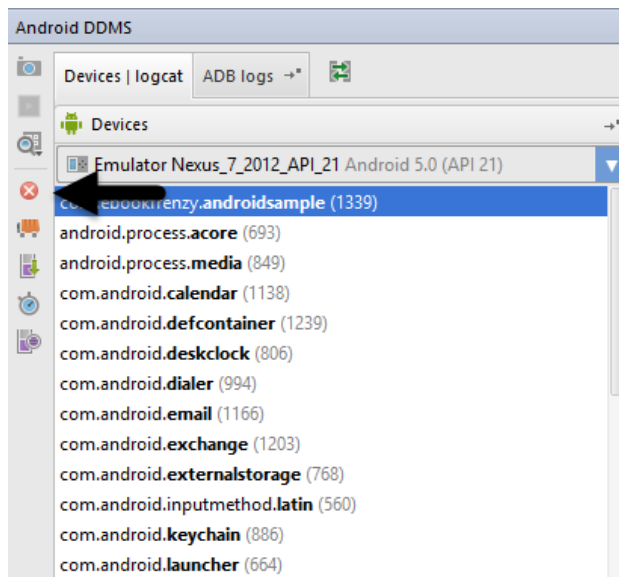 Android DDMS
Devices | logcat
ADB logs
Devices
Emulator Nexus_7_2012_API_21 Android 5.0 (API 21)
.androidsample (1339)
android.process.acore (693)
android.process.media (849)
com.android.calendar (1138)
com.android.defcontainer (1239)
com.android.deskclock (806)
com.android.dialer (994)
com.android.email (1166)
com.android.exchange (1203)
com.android.externalstorage (768)
com.android.inputmethod.latin (560)
com.android.keychain (886)
com.android.launcher (664)